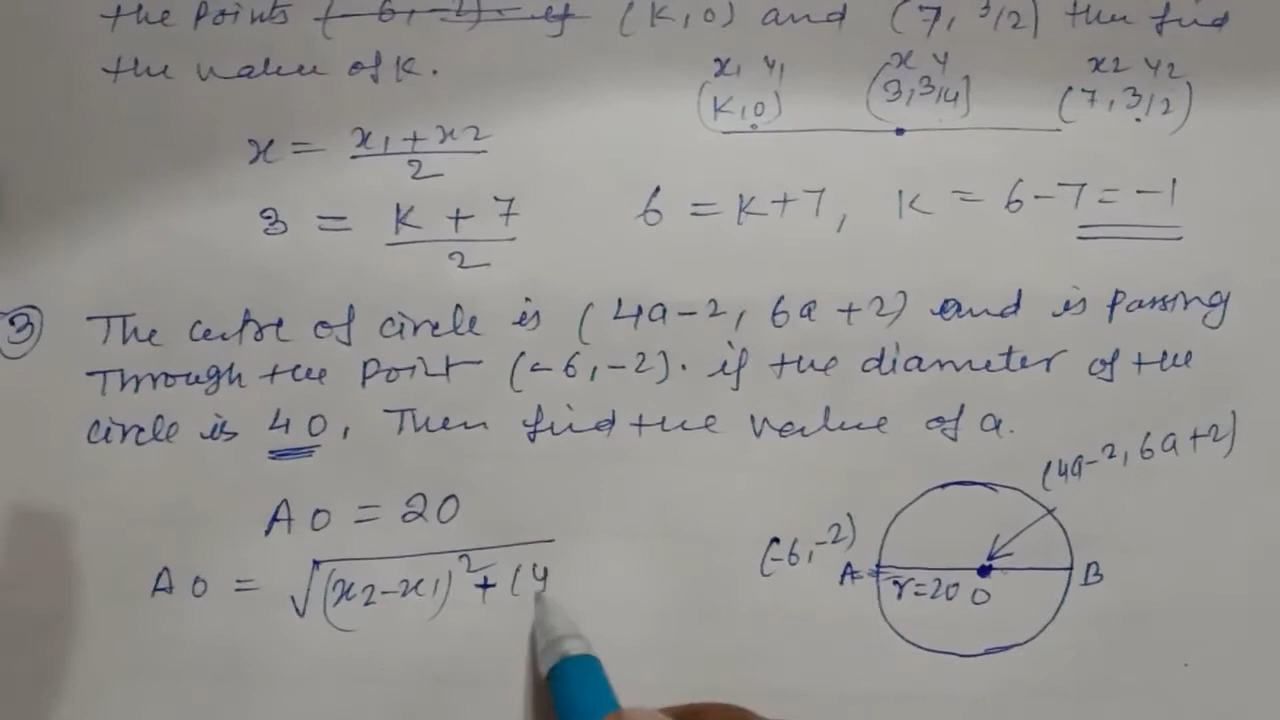 the points (-6,-2). if (K,0) and (7, 3/2) then find
the value of K.
x1 y1
x y
x2 y2
(K,0)
(3,3/4)
(7,3/2)
x = x1+x2/2
3 = K+7/2
6 = K+7, K = 6-7 = -1
3 The centre of circle is (4a-2, 6a+2) and is passing
Through the point (-6,-2). if the diameter of the
circle is 40, Then find the value of a.
(4a-2, 6a+2)
AO = 20
(-6,-2)
A
r=20
O
B
AO = √(x2-x1)²+(y